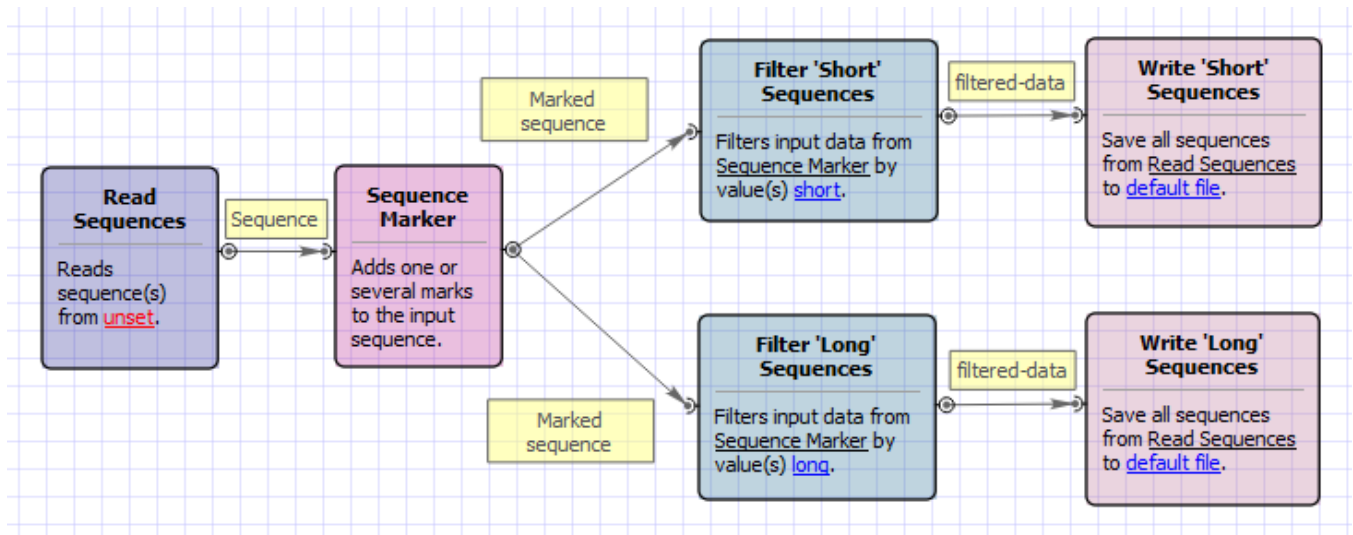 Read
Sequences
Reads
sequence(s)
from unset.
Sequence
Sequence
Marker
Adds one or
several marks
to the input
sequence.
Marked
sequence
Filter 'Short'
Sequences
Filters input data from
Sequence Marker by
value(s) short.
filtered-data
Write 'Short'
Sequences
Save all sequences
from Read Sequences
to default file.
Marked
sequence
Filter 'Long'
Sequences
Filters input data from
Sequence Marker by
value(s) long.
filtered-data
Write 'Long'
Sequences
Save all sequences
from Read Sequences
to default file.